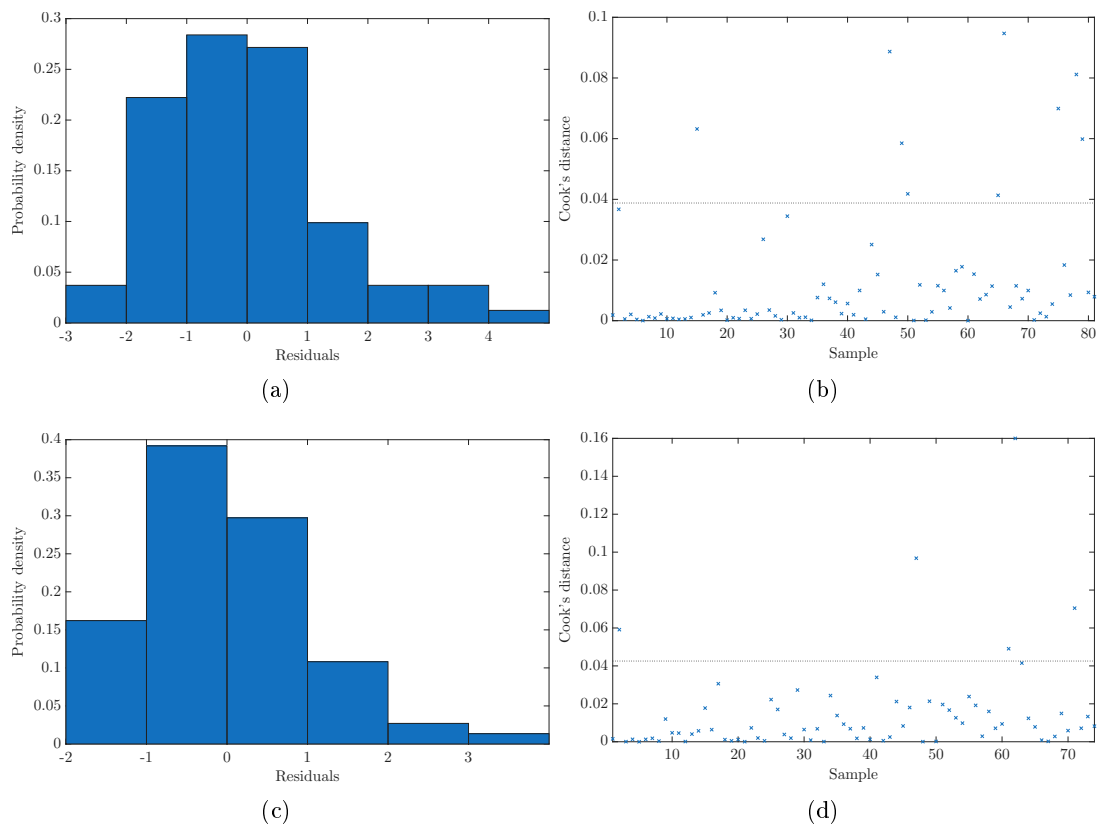 0.3
0.25
0.2
0.15
0.1
0.05
0
-3 -2 -1 0 1 2 3 4
Probability density
Residuals
(a)
0.1
0.08
0.06
0.04
0.02
0
10 20 30 40 50 60 70 80
Cook's distance
Sample
(b)
0.4
0.35
0.3
0.25
0.2
0.15
0.1
0.05
0
-2 -1 0 1 2 3
Probability density
Residuals
(c)
0.16
0.14
0.12
0.1
0.08
0.06
0.04
0.02
0
10 20 30 40 50 60 70
Cook's distance
Sample
(d)